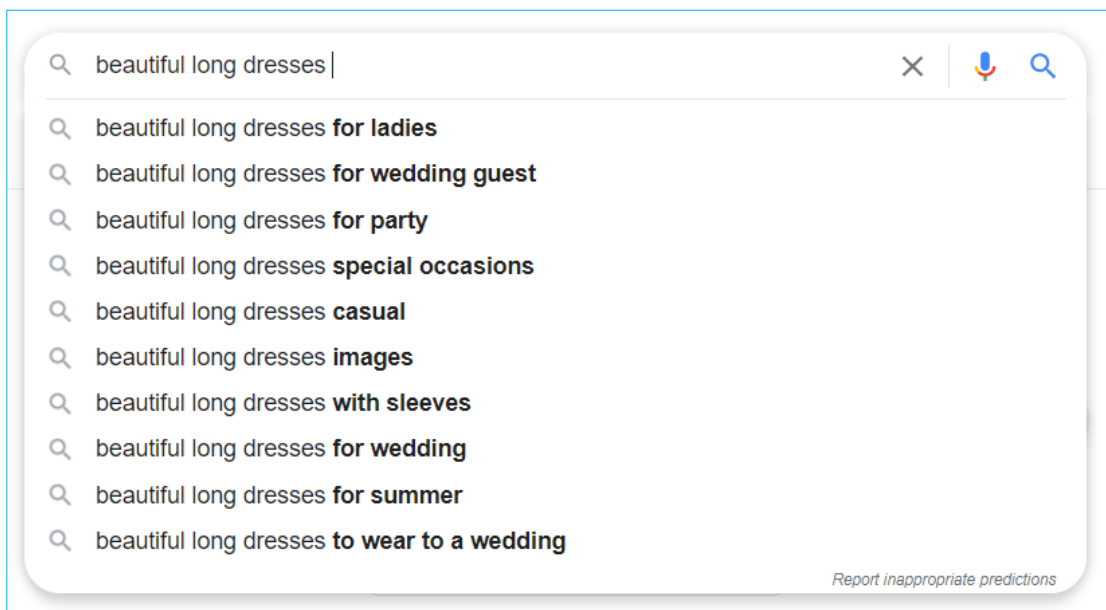 beautiful long dresses
beautiful long dresses for ladies
beautiful long dresses for wedding guest
beautiful long dresses for party
beautiful long dresses special occasions
beautiful long dresses casual
beautiful long dresses images
beautiful long dresses with sleeves
beautiful long dresses for wedding
beautiful long dresses for summer
beautiful long dresses to wear to a wedding
Report inappropriate predictions